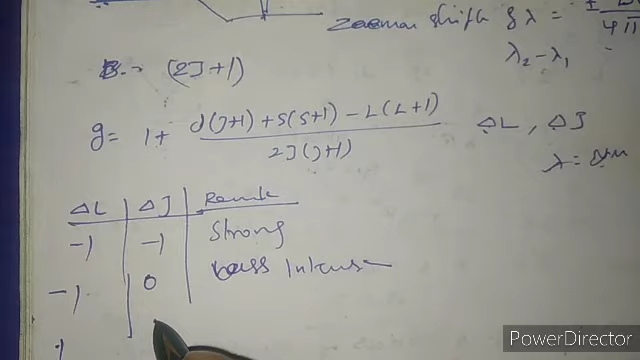 Zeeman shift δλ = ±
4π
λ₂ - λ₁
B → (2J+1)
g = 1 + J(J+1) + S(S+1) - L(L+1) / 2J(J+1) ΔL, ΔJ
λ =
ΔL ΔJ Remark
-1 -1 Strong
-1 0 Less Intense
PowerDirector